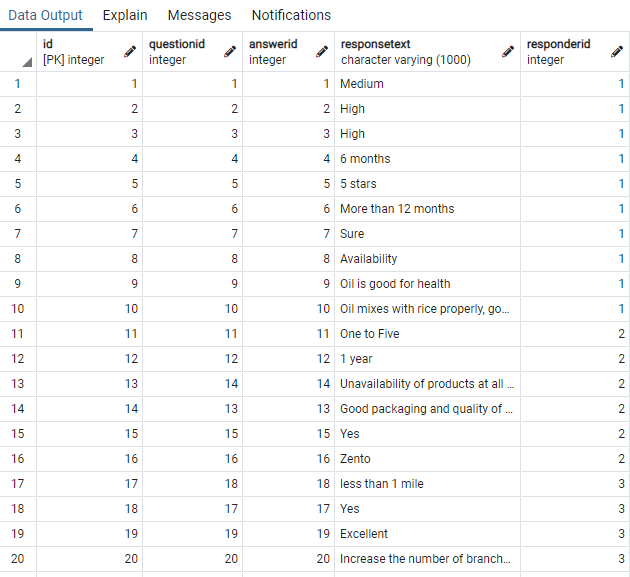 Data Output Explain Messages Notifications
id questionid answerid responsetext responderid
[PK] integer integer integer character varying (1000) integer
1 1 1 1 Medium 1
2 2 2 2 High 1
3 3 3 3 High 1
4 4 4 4 6 months 1
5 5 5 5 5 stars 1
6 6 6 6 More than 12 months 1
7 7 7 7 Sure 1
8 8 8 8 Availability 1
9 9 9 9 Oil is good for health 1
10 10 10 10 Oil mixes with rice properly, go... 1
11 11 11 11 One to Five 2
12 12 12 12 1 year 2
13 13 14 14 Unavailability of products at all ... 2
14 14 13 13 Good packaging and quality of ... 2
15 15 15 15 Yes 2
16 16 16 16 Zento 2
17 17 18 18 less than 1 mile 3
18 18 17 17 Yes 3
19 19 19 19 Excellent 3
20 20 20 20 Increase the number of branch... 3